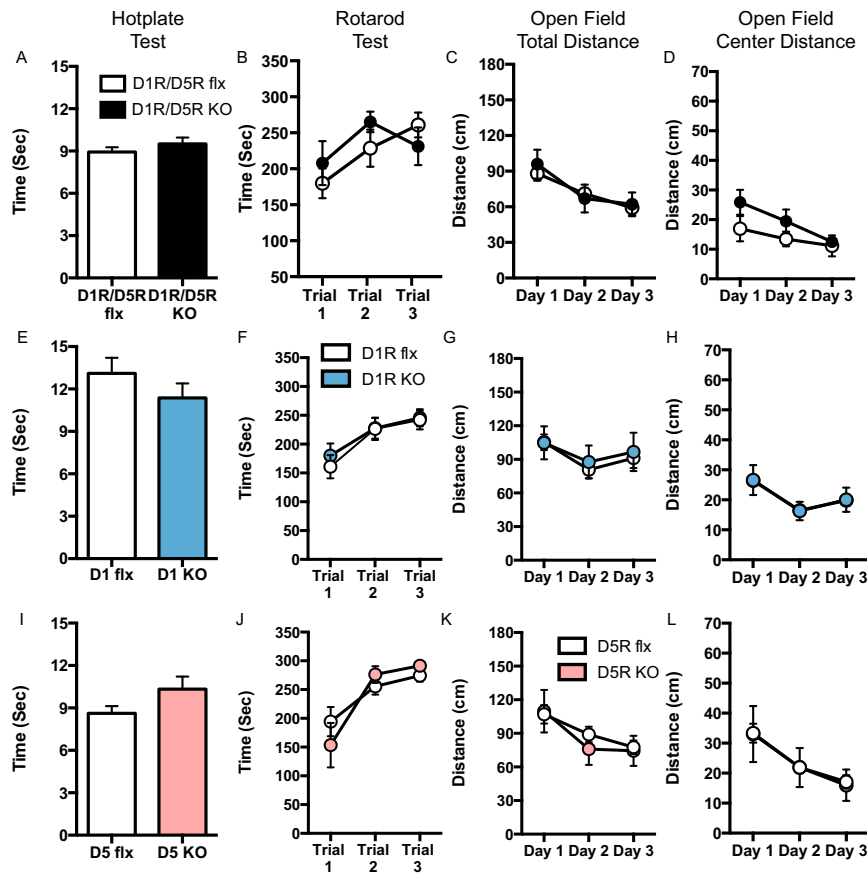 Hotplate
Test
Rotarod
Test
Open Field
Total Distance
Open Field
Center Distance
A
Time (Sec)
15
12
9
6
3
0
D1R/D5R flx
D1R/D5R KO
D1R/D5R
flx
D1R/D5R
KO
B
Time (Sec)
350
300
250
200
150
100
50
Trial
1
Trial
2
Trial
3
C
Distance (cm)
180
150
120
90
60
30
0
Day 1
Day 2
Day 3
D
Distance (cm)
70
60
50
40
30
20
10
0
Day 1
Day 2
Day 3
E
Time (Sec)
15
12
9
6
3
0
D1 flx
D1 KO
F
Time (Sec)
350
300
250
200
150
100
50
0
D1R flx
D1R KO
Trial
1
Trial
2
Trial
3
G
Distance (cm)
180
150
120
90
60
30
0
Day 1
Day 2
Day 3
H
Distance (cm)
70
60
50
40
30
20
10
0
Day 1
Day 2
Day 3
I
Time (Sec)
15
12
9
6
3
0
D5 flx
D5 KO
J
Time (Sec)
350
300
250
200
150
100
50
0
Trial
1
Trial
2
Trial
3
K
Distance (cm)
180
150
120
90
60
30
0
D5R flx
D5R KO
Day 1
Day 2
Day 3
L
Distance (cm)
70
60
50
40
30
20
10
0
Day 1
Day 2
Day 3